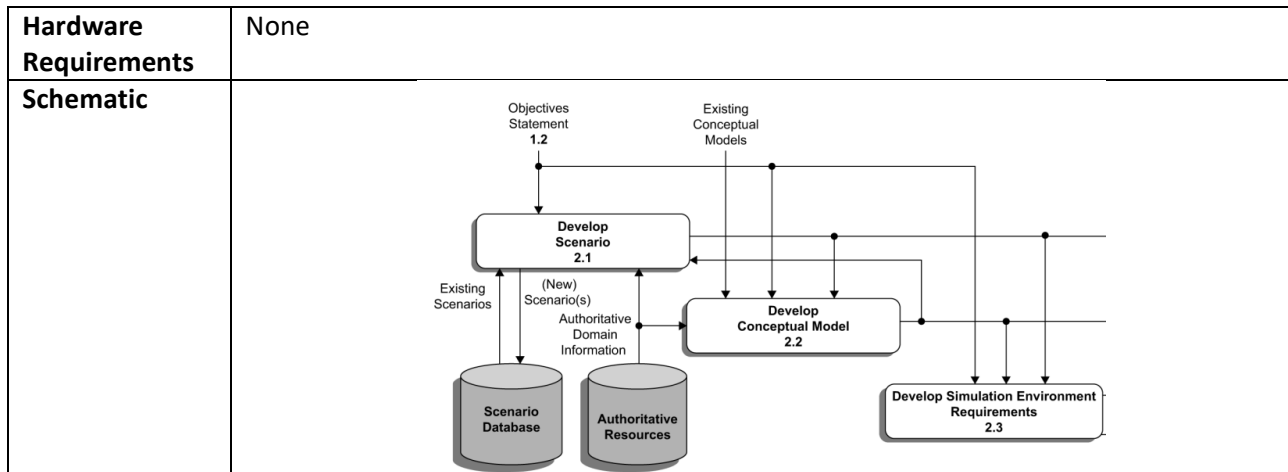 Hardware
Requirements
None
Schematic
Objectives
Statement
1.2
Existing
Conceptual
Models
Develop
Scenario
2.1
Existing
Scenarios
(New)
Scenario(s)
Authoritative
Domain
Information
Develop
Conceptual Model
2.2
Scenario
Database
Authoritative
Resources
Develop Simulation Environment
Requirements
2.3